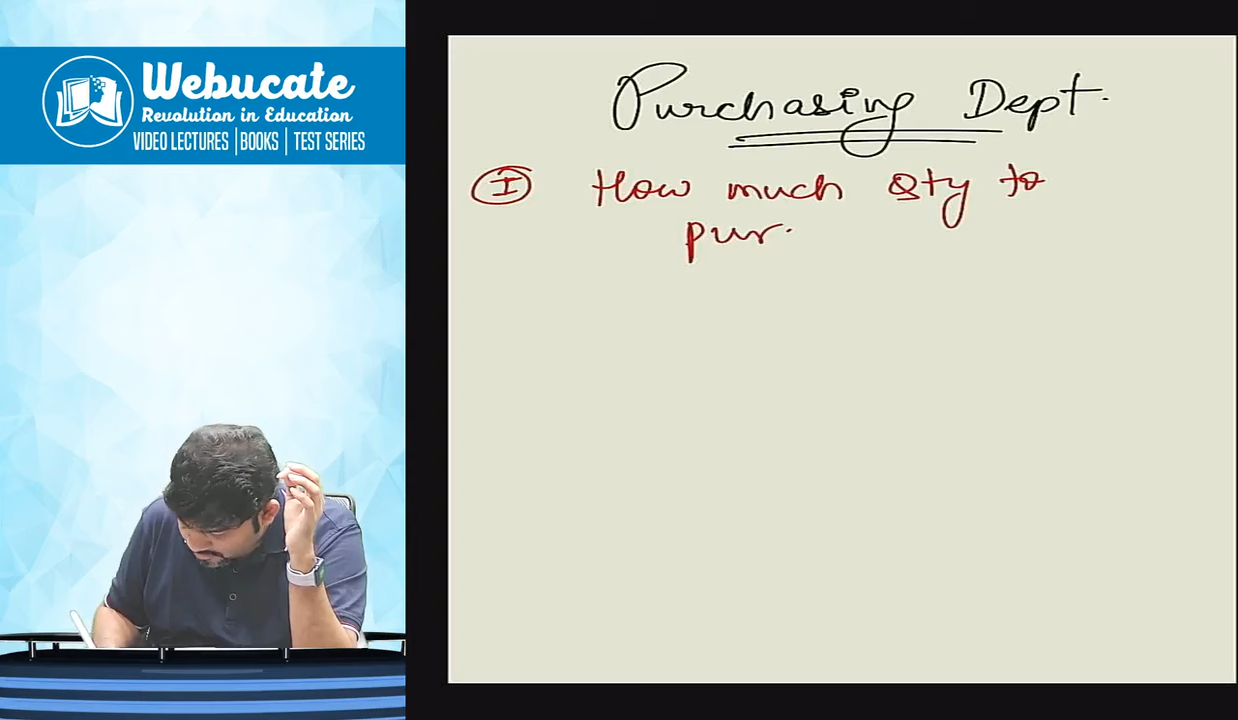 Webucate
Revolution in Education
VIDEO LECTURES | BOOKS | TEST SERIES
Purchasing Dept.
I How much Qty to
pur.